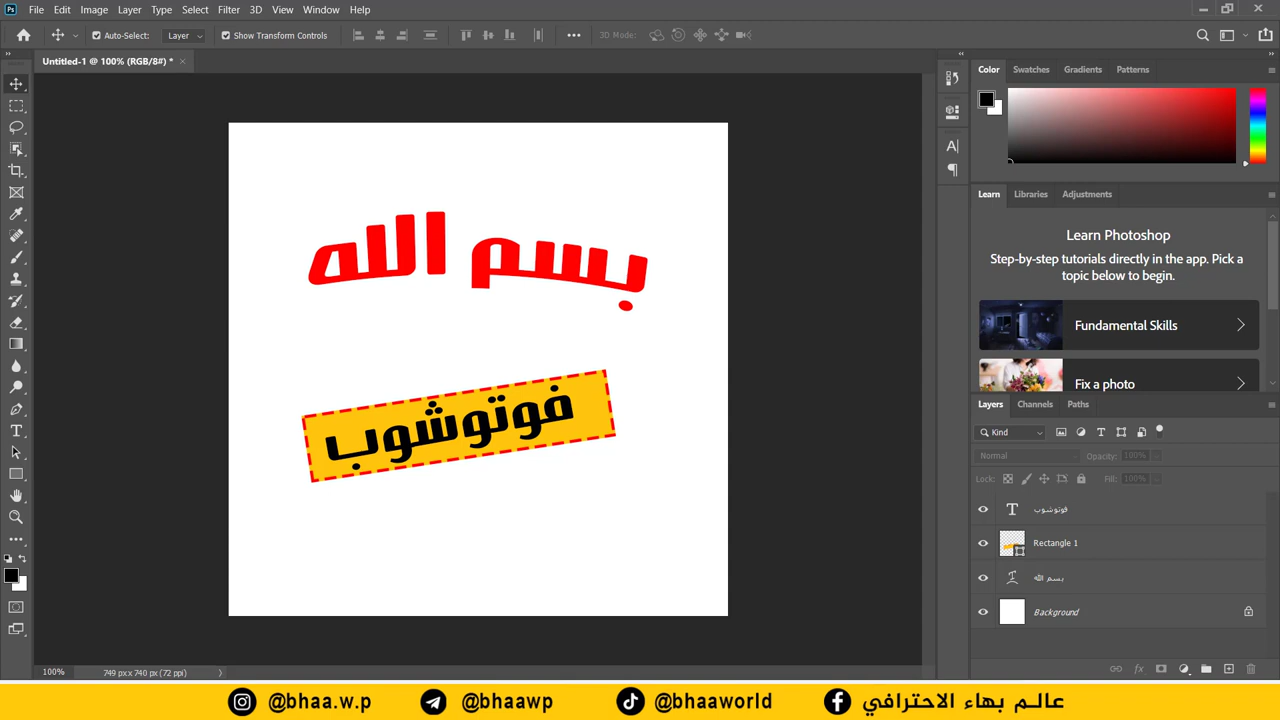 File Edit Image Layer Type Select Filter 3D View Window Help
Auto-Select: Layer Show Transform Controls 3D Mode:
Untitled-1 @ 100% (RGB/8#) *
بسم الله
فوتوشوب
100% 749 px x 740 px (72 ppi)
Color Swatches Gradients Patterns
Learn Libraries Adjustments
Learn Photoshop
Step-by-step tutorials directly in the app. Pick a
topic below to begin.
Fundamental Skills
Fix a photo
Layers Channels Paths
Kind
Normal Opacity: 100%
Lock: Fill: 100%
فوتوشوب
Rectangle 1
بسم الله
Background
@bhaa.w.p @bhaawp @bhaaworld عالم بهاء الاحترافي